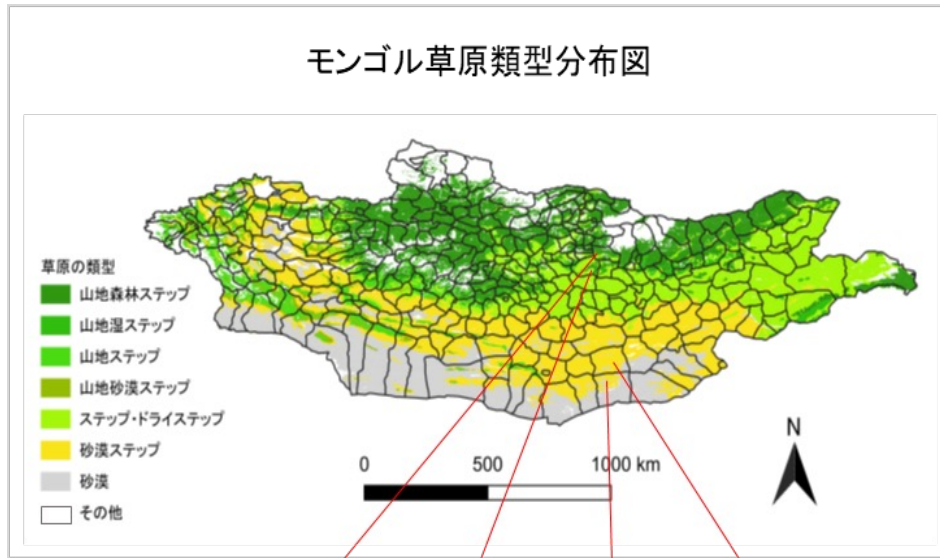 モンゴル草原類型分布図
草原の類型
山地森林ステップ
山地湿ステップ
山地ステップ
山地砂漠ステップ
ステップ・ドライステップ
砂漠ステップ
砂漠
その他
0 500 1000 km
N